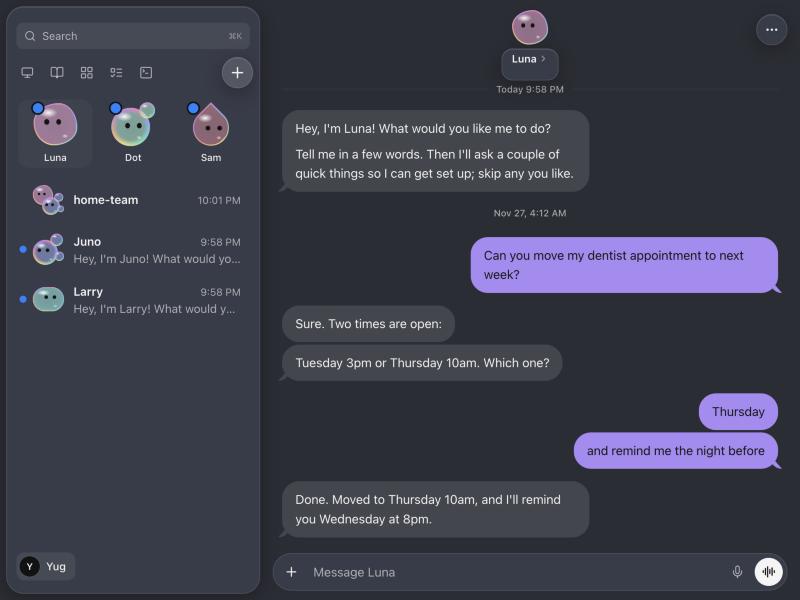 Search
⌘K
Luna
Dot
Sam
home-team
10:01 PM
Juno
9:58 PM
Hey, I'm Juno! What would yo...
Larry
9:58 PM
Hey, I'm Larry! What would y...
Y
Yug
Luna
Today 9:58 PM
Hey, I'm Luna! What would you like me to do?
Tell me in a few words. Then I'll ask a couple of
quick things so I can get set up; skip any you like.
Nov 27, 4:12 AM
Can you move my dentist appointment to next
week?
Sure. Two times are open:
Tuesday 3pm or Thursday 10am. Which one?
Thursday
and remind me the night before
Done. Moved to Thursday 10am, and I'll remind
you Wednesday at 8pm.
Message Luna